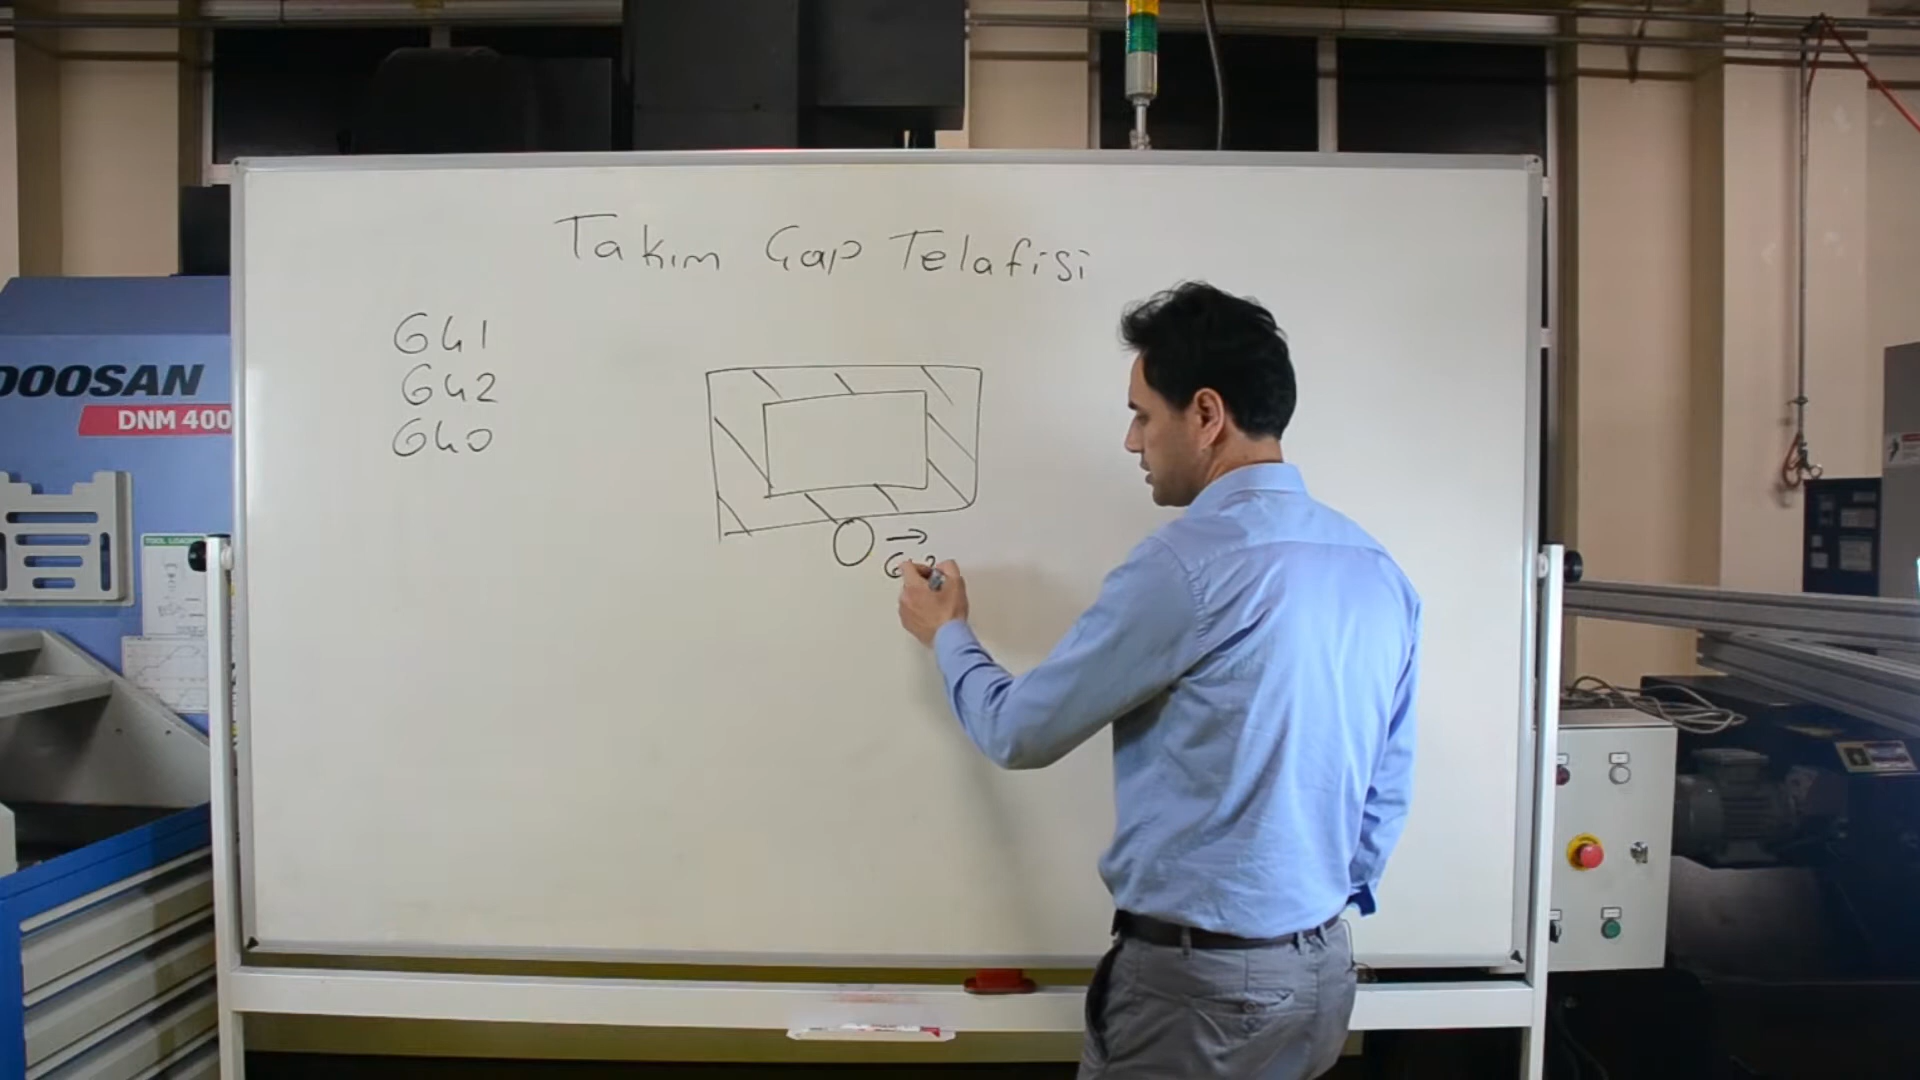 Takım Çap Telafisi
G41
G42
G40
DOOSAN
DNM 400